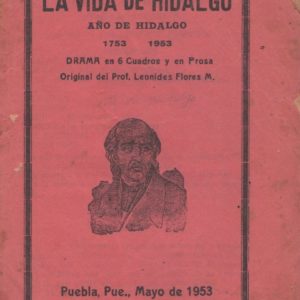 LA VIDA DE HIDALGO
AÑO DE HIDALGO
1753 1953
DRAMA en 6 Cuadros y en Prosa
Original del Prof. Leonides Flores M.
Puebla, Pue., Mayo de 1953